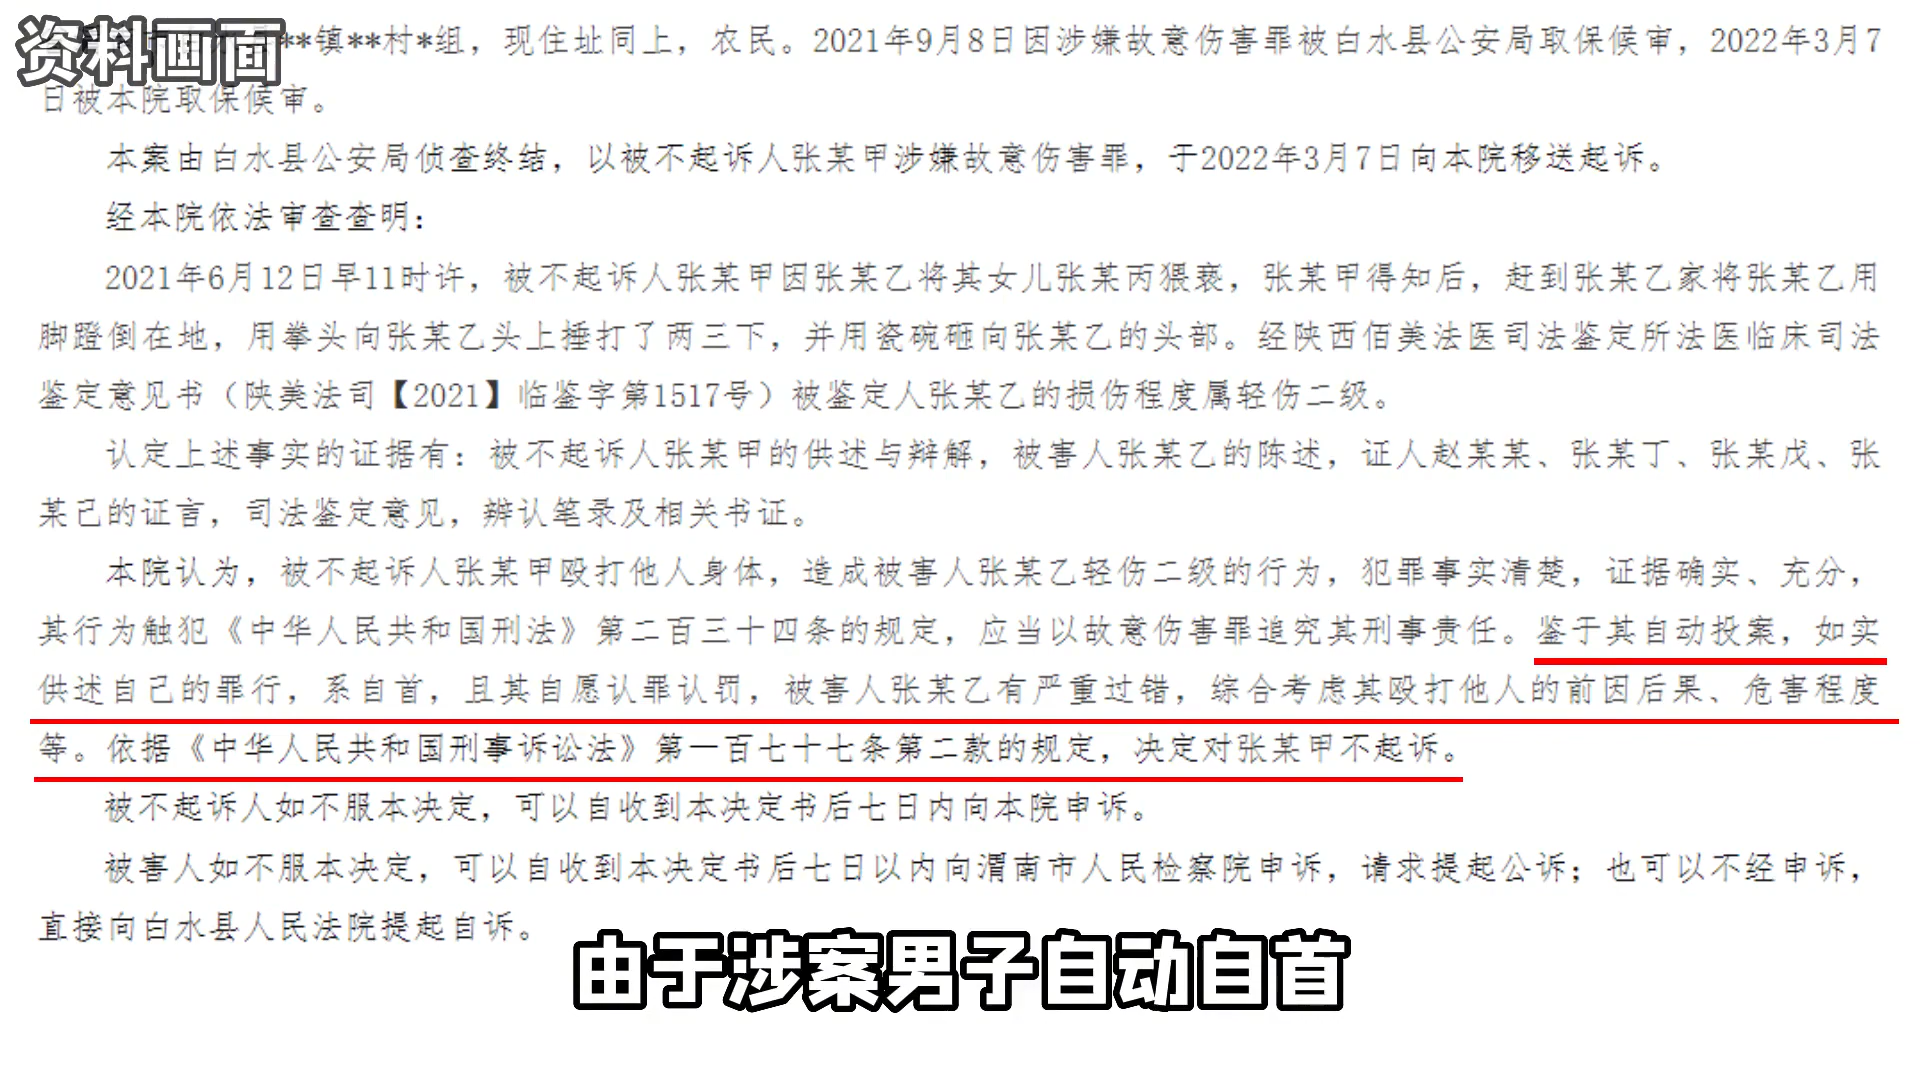 资料画面
**镇**村*组，现住址同上，农民。2021年9月8日因涉嫌故意伤害罪被白水县公安局取保候审，2022年3月7
日被本院取保候审。
本案由白水县公安局侦查终结，以被不起诉人张某甲涉嫌故意伤害罪，于2022年3月7日向本院移送起诉。
经本院依法审查查明：
2021年6月12日早11时许，被不起诉人张某甲因张某乙将其女儿张某丙猥亵，张某甲得知后，赶到张某乙家将张某乙用
脚蹬倒在地，用拳头向张某乙头上捶打了两三下，并用瓷碗砸向张某乙的头部。经陕西佰美法医司法鉴定所法医临床司法
鉴定意见书（陕美法司【2021】临鉴字第1517号）被鉴定人张某乙的损伤程度属轻伤二级。
认定上述事实的证据有：被不起诉人张某甲的供述与辩解，被害人张某乙的陈述，证人赵某某、张某丁、张某戊、张
某己的证言，司法鉴定意见，辨认笔录及相关书证。
本院认为，被不起诉人张某甲殴打他人身体，造成被害人张某乙轻伤二级的行为，犯罪事实清楚，证据确实、充分，
其行为触犯《中华人民共和国刑法》第二百三十四条的规定，应当以故意伤害罪追究其刑事责任。鉴于其自动投案，如实
供述自己的罪行，系自首，且其自愿认罪认罚，被害人张某乙有严重过错，综合考虑其殴打他人的前因后果、危害程度
等。依据《中华人民共和国刑事诉讼法》第一百七十七条第二款的规定，决定对张某甲不起诉。
被不起诉人如不服本决定，可以自收到本决定书后七日内向本院申诉。
被害人如不服本决定，可以自收到本决定书后七日以内向渭南市人民检察院申诉，请求提起公诉；也可以不经申诉，
直接向白水县人民法院提起自诉。
由于涉案男子自动自首